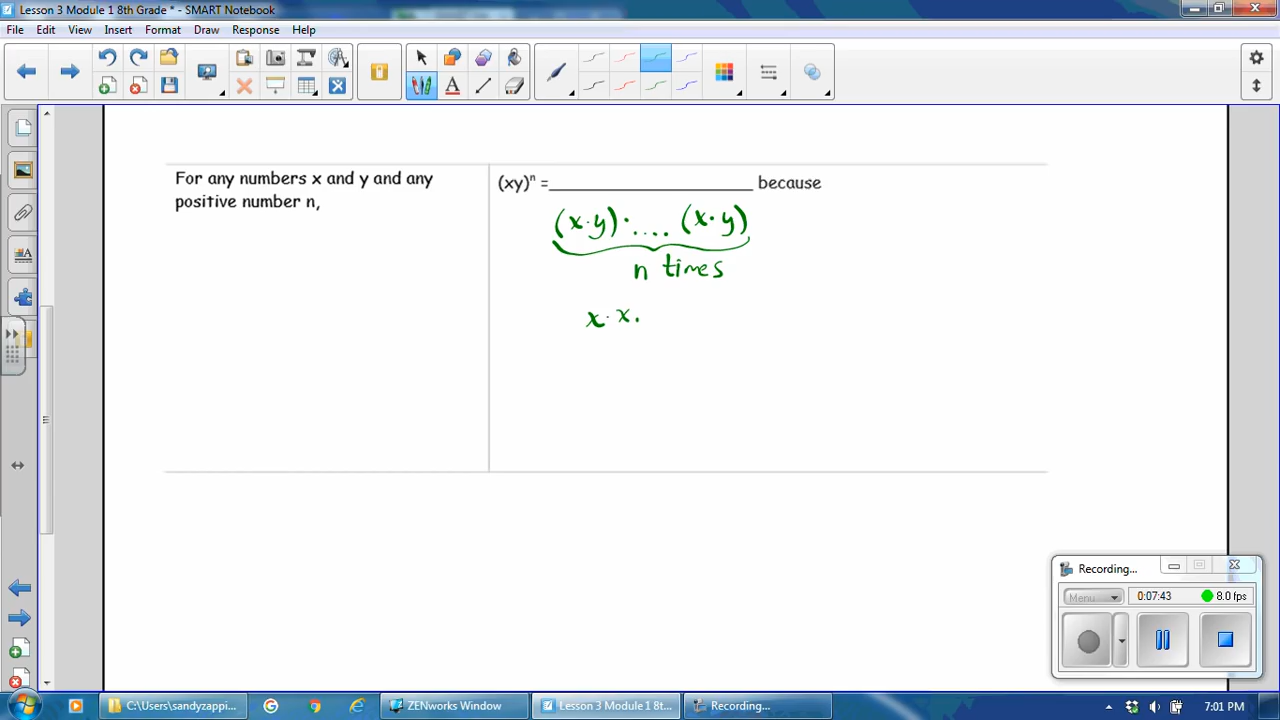 Lesson 3 Module 1 8th Grade * - SMART Notebook
File Edit View Insert Format Draw Response Help
For any numbers x and y and any
positive number n,
(xy)ⁿ =____________________ because
(x·y)· .... (x·y)
n times
x·x·
Recording...
Menu
0:07:43
8.0 fps
C:\Users\sandyzappi...
ZENworks Window
Lesson 3 Module 1 8t...
Recording...
7:01 PM